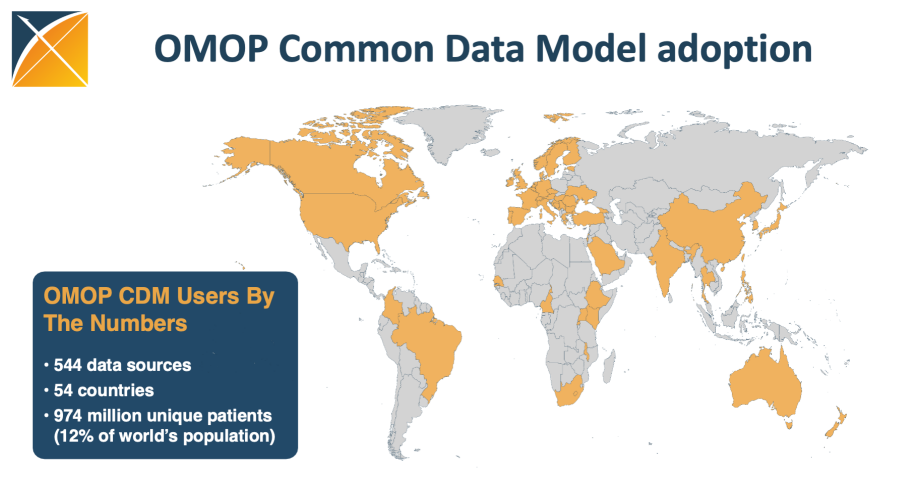 OMOP Common Data Model adoption
OMOP CDM Users By
The Numbers
• 544 data sources
• 54 countries
• 974 million unique patients
(12% of world's population)